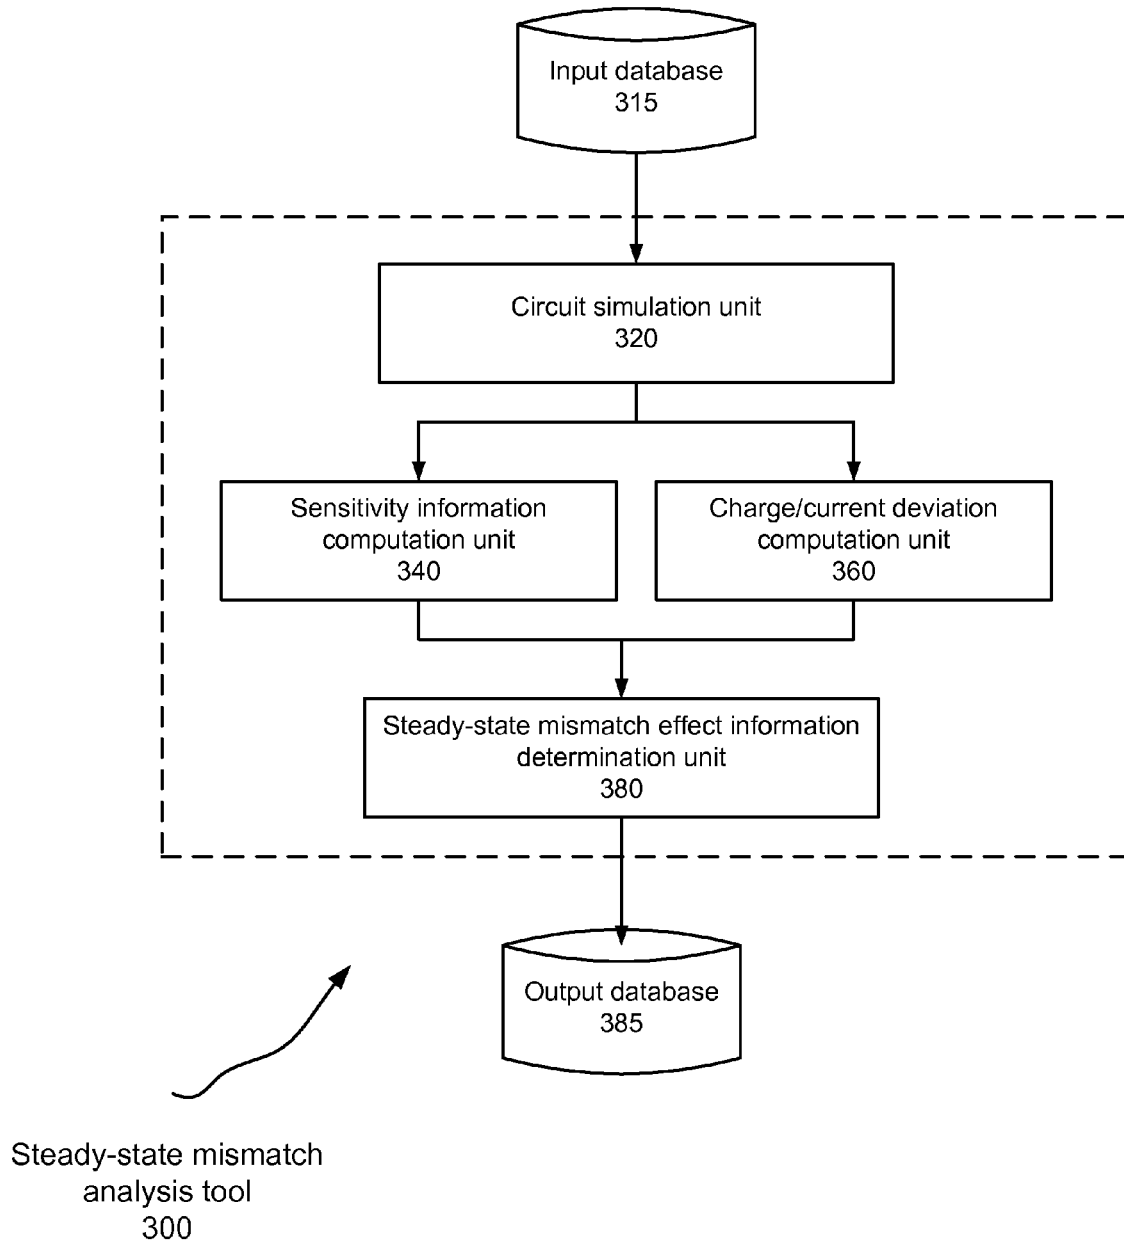 Input database
315
Circuit simulation unit
320
Sensitivity information
computation unit
340
Charge/current deviation
computation unit
360
Steady-state mismatch effect information
determination unit
380
Output database
385
Steady-state mismatch
analysis tool
300